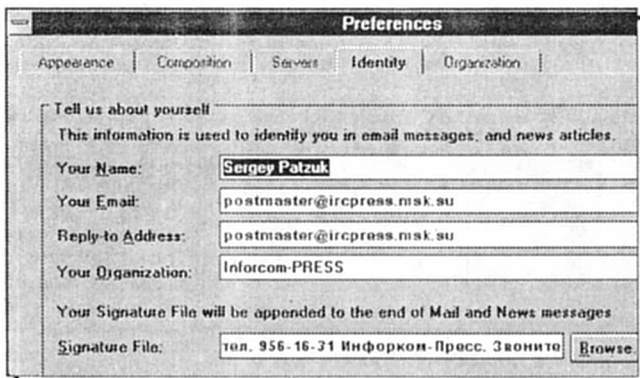 Preferences
Appearance Composition Servers Identity Organization
Tell us about yourself
This information is used to identify you in email messages, and news articles.
Your Name: Sergey Patzuk
Your Email: postmaster@ircpress.msk.su
Reply-to Address: postmaster@ircpress.msk.su
Your Organization: Inforcom-PRESS
Your Signature File will be appended to the end of Mail and News messages
Signature File: тел. 956-16-31 Инфорком-Пресс. Звоните Browse